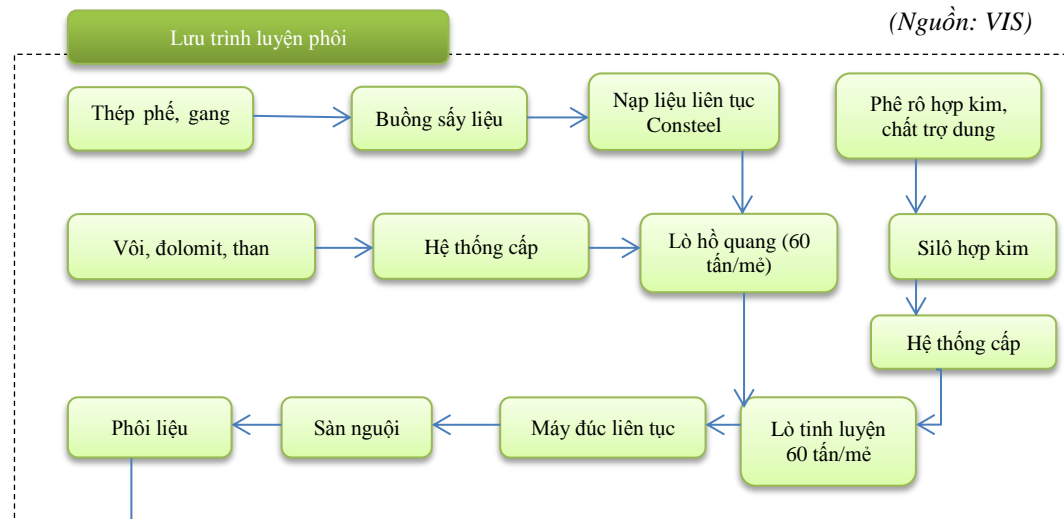 (Nguồn: VIS)
Lưu trình luyện phôi
Thép phế, gang
Buồng sấy liệu
Nạp liệu liên tục
Consteel
Phê rô hợp kim,
chất trợ dung
Vôi, đolomit, than
Hệ thống cấp
Lò hồ quang (60
tấn/mẻ)
Silô hợp kim
Hệ thống cấp
Phôi liệu
Sàn nguội
Máy đúc liên tục
Lò tinh luyện
60 tấn/mẻ